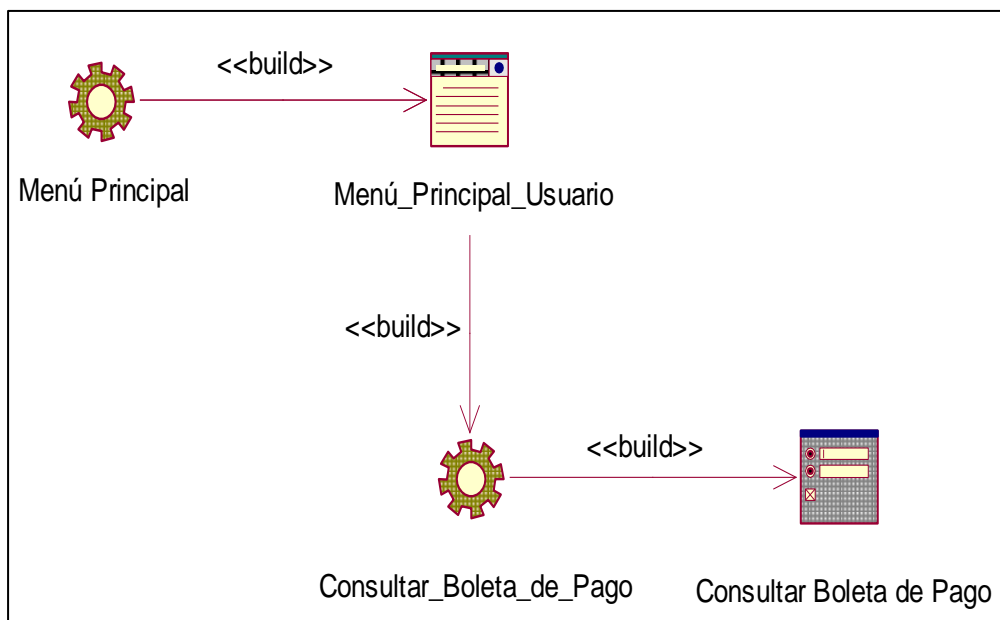 <<build>>
Menú Principal
Menú_Principal_Usuario
<<build>>
<<build>>
Consultar_Boleta_de_Pago
Consultar Boleta de Pago